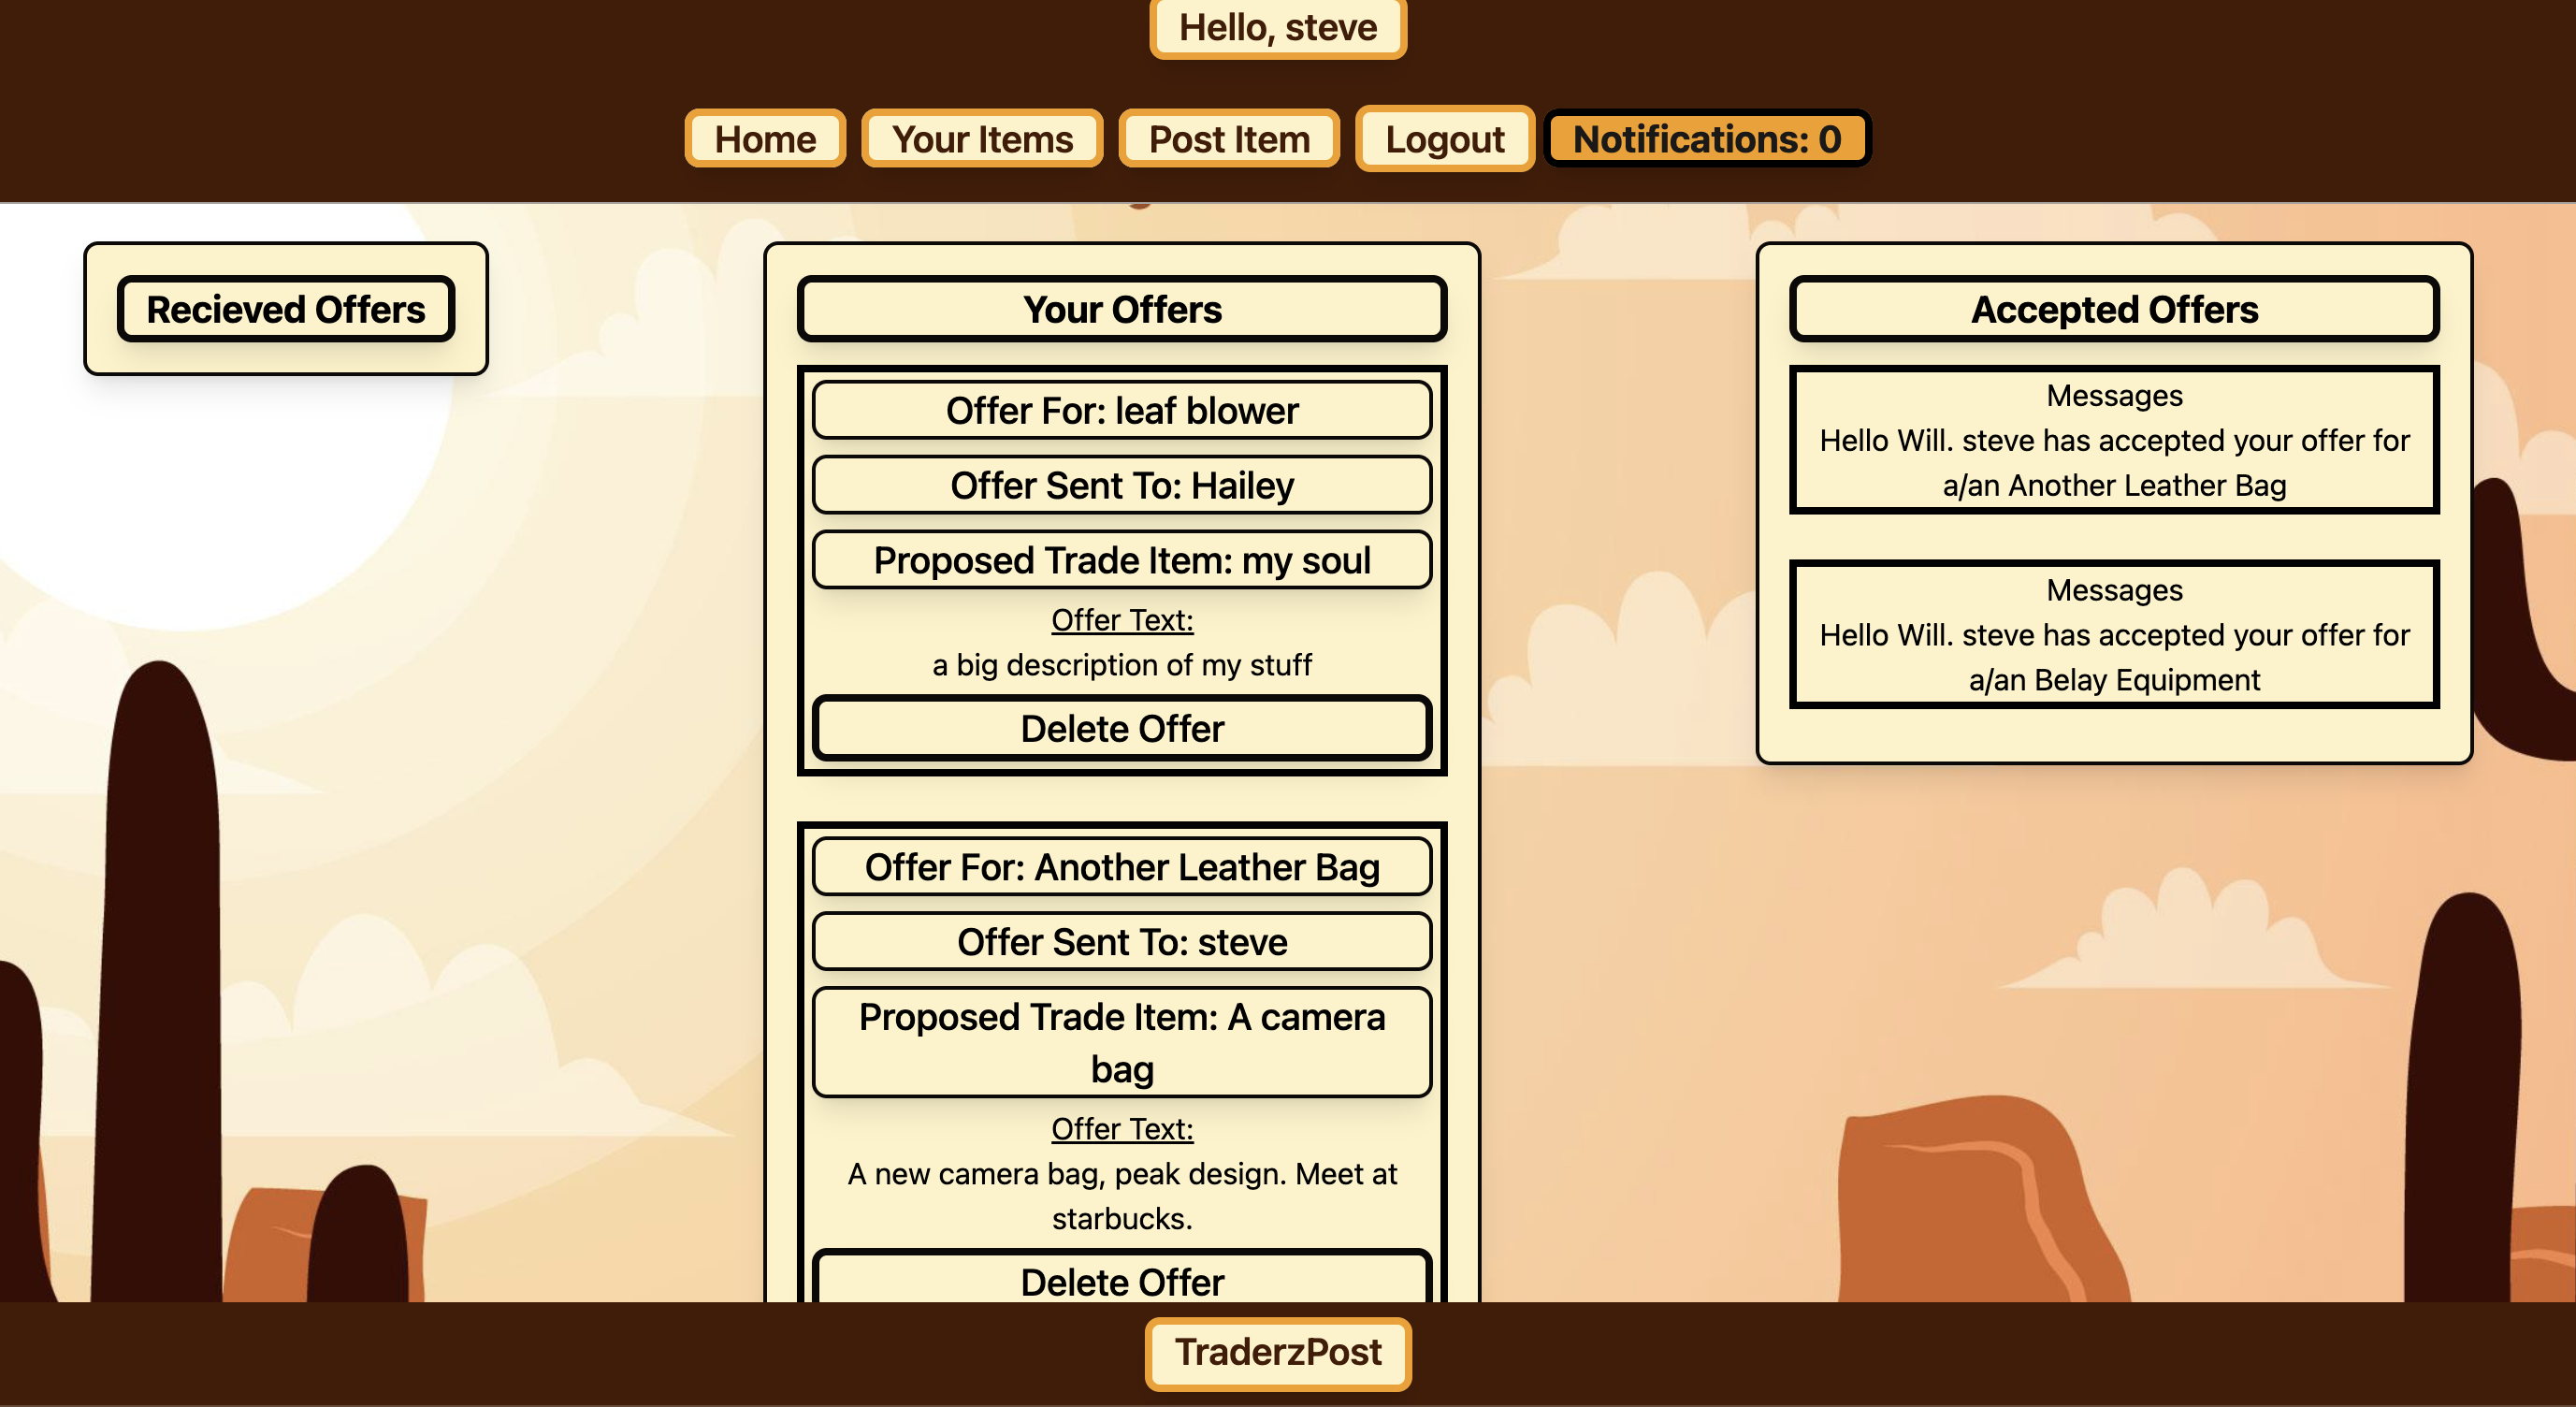 Hello, steve
Home
Your Items
Post Item
Logout
Notifications: 0
Recieved Offers
Your Offers
Offer For: leaf blower
Offer Sent To: Hailey
Proposed Trade Item: my soul
Offer Text:
a big description of my stuff
Delete Offer
Offer For: Another Leather Bag
Offer Sent To: steve
Proposed Trade Item: A camera
bag
Offer Text:
A new camera bag, peak design. Meet at
starbucks.
Delete Offer
Accepted Offers
Messages
Hello Will. steve has accepted your offer for
a/an Another Leather Bag
Messages
Hello Will. steve has accepted your offer for
a/an Belay Equipment
TraderzPost